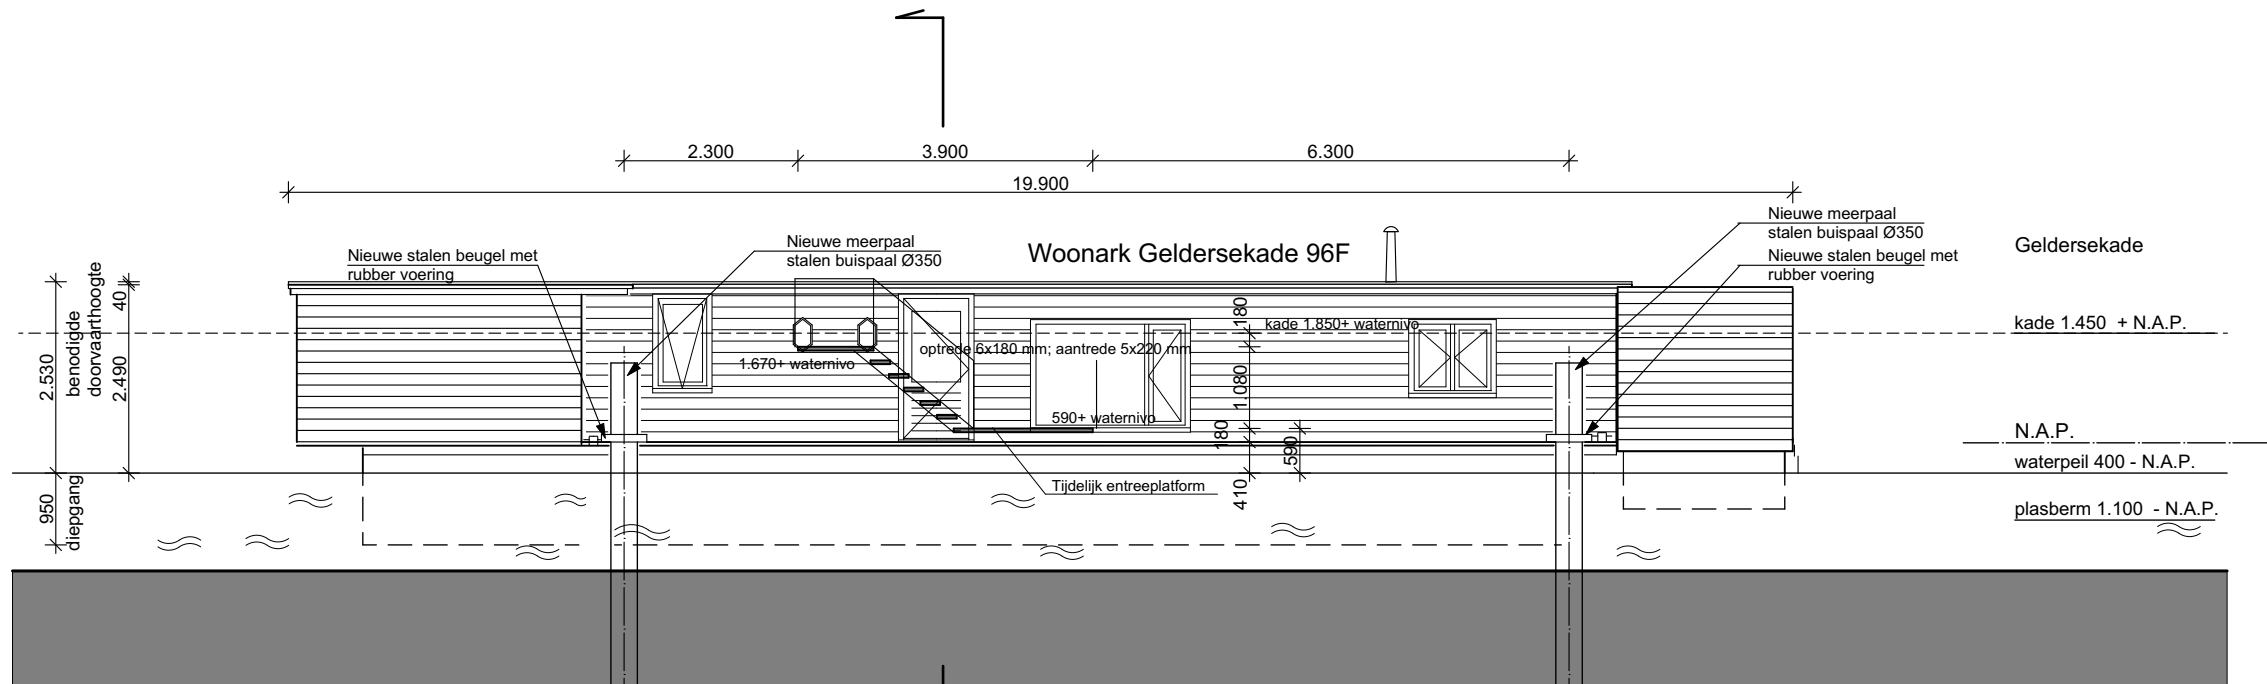 2.300
3.900
6.300
19.900
Nieuwe meerpaal
stalen buispaal Ø350
Nieuwe stalen beugel met
rubber voering
Nieuwe meerpaal
stalen buispaal Ø350
Woonark Geldersekade 96F
Nieuwe stalen beugel met
rubber voering
Geldersekade
2.530
benodigde
doorvaarthoogte
40
2.490
180
kade 1.850+ waternivo
kade 1.450 + N.A.P.
optrede 6x180 mm; aantrede 5x220 mm
1.670+ waternivo
1.080
590+ waternivo
180
590
410
N.A.P.
waterpeil 400 - N.A.P.
Tijdelijk entreeplatform
950
diepgang
plasberm 1.100 - N.A.P.